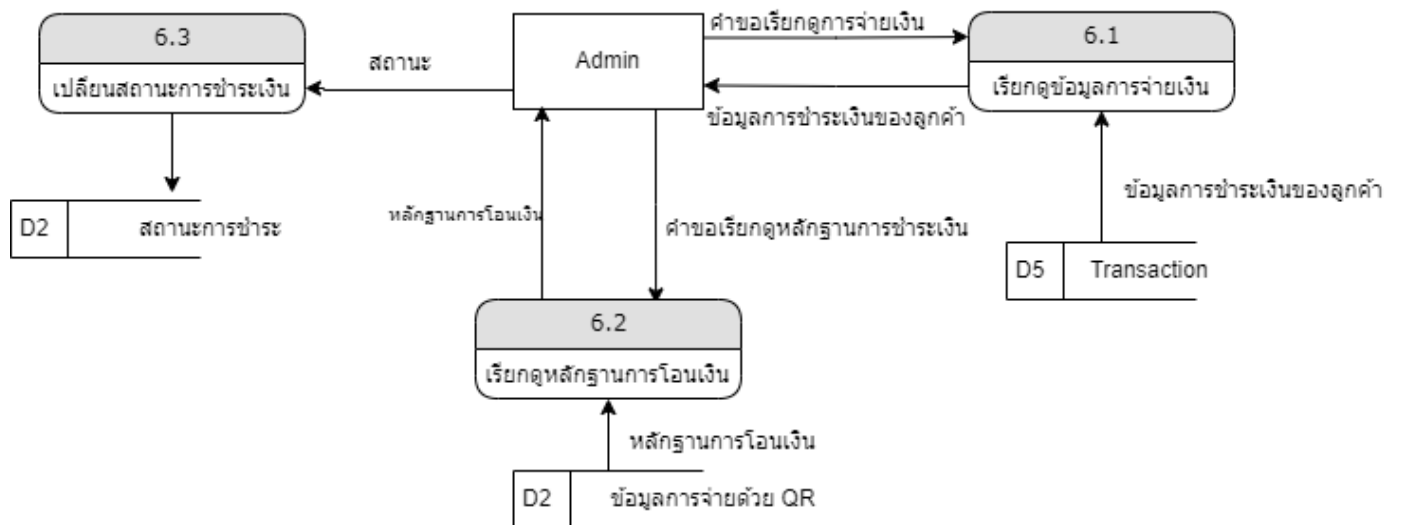 6.3
เปลี่ยนสถานะการชำระเงิน
สถานะ
Admin
คำขอเรียกดูการจ่ายเงิน
6.1
เรียกดูข้อมูลการจ่ายเงิน
ข้อมูลการชำระเงินของลูกค้า
ข้อมูลการชำระเงินของลูกค้า
D2 สถานะการชำระ
หลักฐานการโอนเงิน
คำขอเรียกดูหลักฐานการชำระเงิน
D5 Transaction
6.2
เรียกดูหลักฐานการโอนเงิน
หลักฐานการโอนเงิน
D2 ข้อมูลการจ่ายด้วย QR